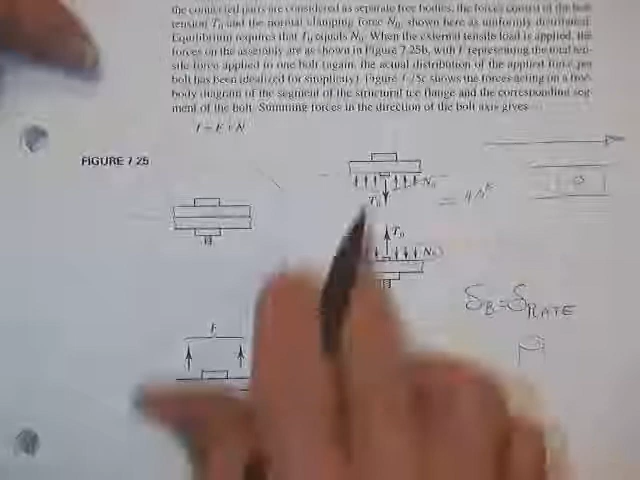 the connected parts are considered as separate free bodies, the forces consist of the bolt
tension T₀ and the normal clamping force N₀, shown here as uniformly distributed.
Equilibrium requires that T₀ equals N₀. When the external tensile load is applied, the
forces on the assembly are as shown in Figure 7.25b, with F representing the total ten-
sile force applied to one bolt (again, the actual distribution of the applied force per
bolt has been idealized for simplicity). Figure 7.25c shows the forces acting on a free-
body diagram of the segment of the structural tee flange and the corresponding seg-
ment of the bolt. Summing forces in the direction of the bolt axis gives
FIGURE 7.25
N₀
T₀
T₀
N₀
δB = δPLATE
F